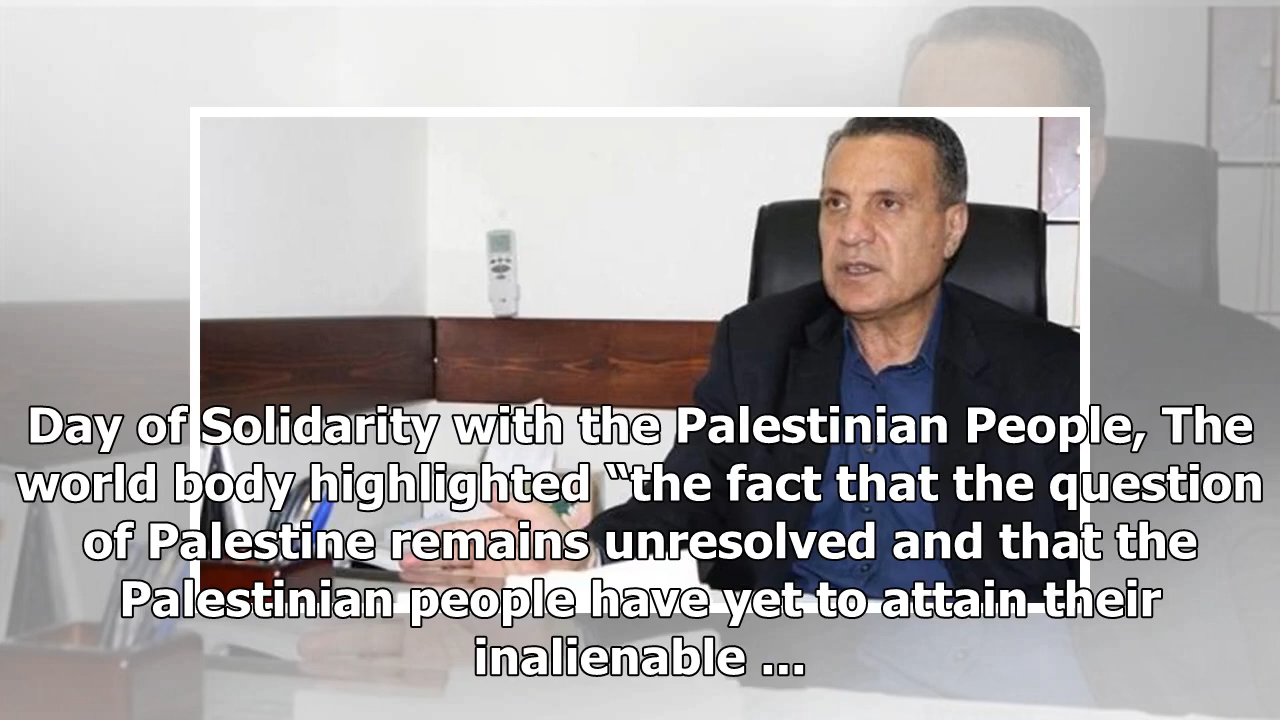 Day of Solidarity with the Palestinian People, The
world body highlighted “the fact that the question
of Palestine remains unresolved and that the
Palestinian people have yet to attain their
inalienable ...